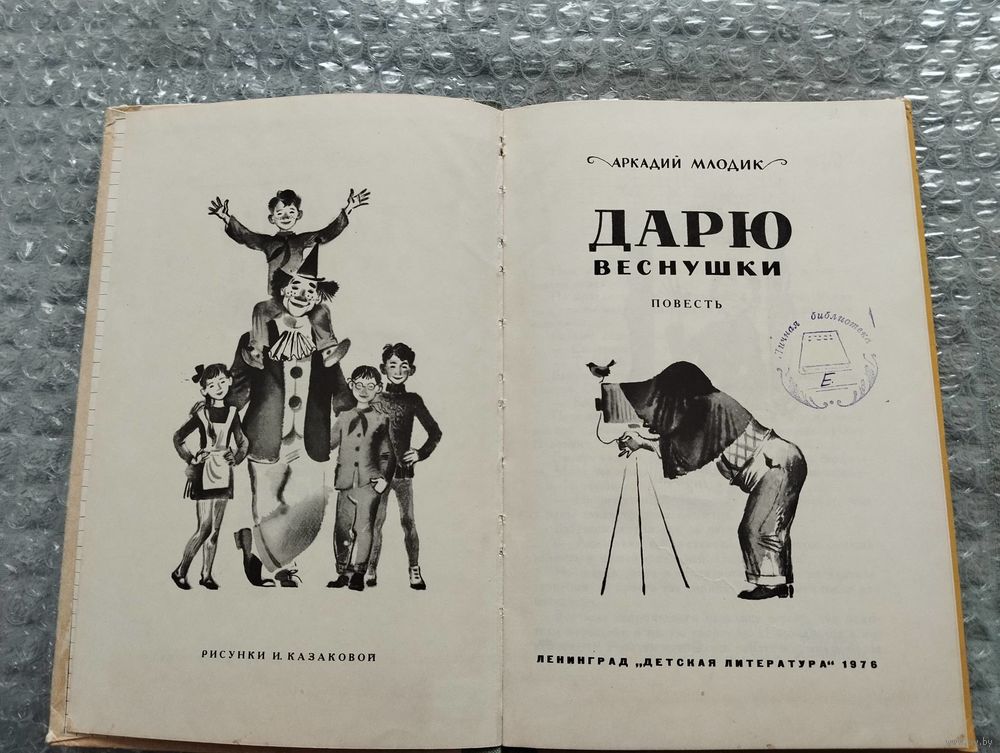 РИСУНКИ И. КАЗАКОВОЙ
АРКАДИЙ МЛОДИК
ДАРЮ
ВЕСНУШКИ
ПОВЕСТЬ
Личная библиотека
Е.
ЛЕНИНГРАД „ДЕТСКАЯ ЛИТЕРАТУРА“ 1976